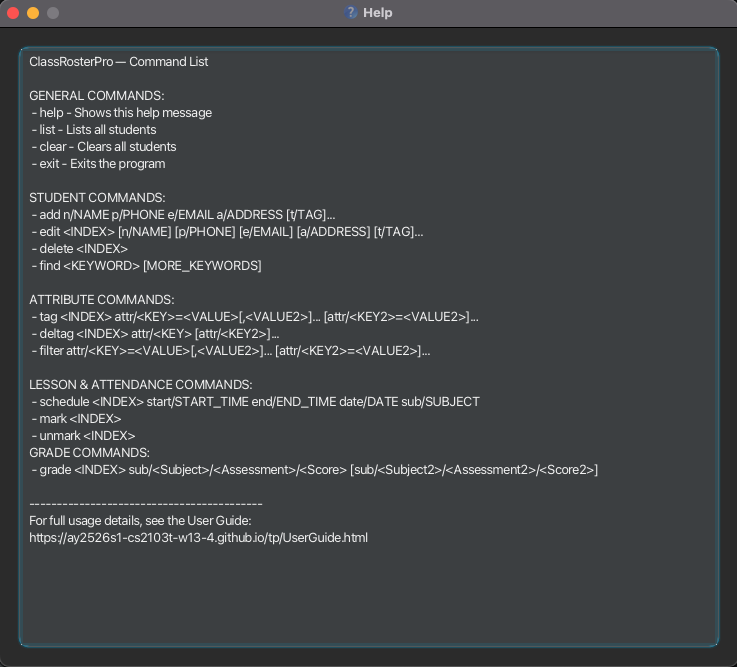 Help
ClassRosterPro — Command List
GENERAL COMMANDS:
- help - Shows this help message
- list - Lists all students
- clear - Clears all students
- exit - Exits the program
STUDENT COMMANDS:
- add n/NAME p/PHONE e/EMAIL a/ADDRESS [t/TAG]...
- edit <INDEX> [n/NAME] [p/PHONE] [e/EMAIL] [a/ADDRESS] [t/TAG]...
- delete <INDEX>
- find <KEYWORD> [MORE_KEYWORDS]
ATTRIBUTE COMMANDS:
- tag <INDEX> attr/<KEY>=<VALUE>[,<VALUE2>]... [attr/<KEY2>=<VALUE2>]...
- deltag <INDEX> attr/<KEY> [attr/<KEY2>]...
- filter attr/<KEY>=<VALUE>[,<VALUE2>]... [attr/<KEY2>=<VALUE2>]...
LESSON & ATTENDANCE COMMANDS:
- schedule <INDEX> start/START_TIME end/END_TIME date/DATE sub/SUBJECT
- mark <INDEX>
- unmark <INDEX>
GRADE COMMANDS:
- grade <INDEX> sub/<Subject>/<Assessment>/<Score> [sub/<Subject2>/<Assessment2>/<Score2>]
------------------------------------------
For full usage details, see the User Guide:
https://ay2526s1-cs2103t-w13-4.github.io/tp/UserGuide.html